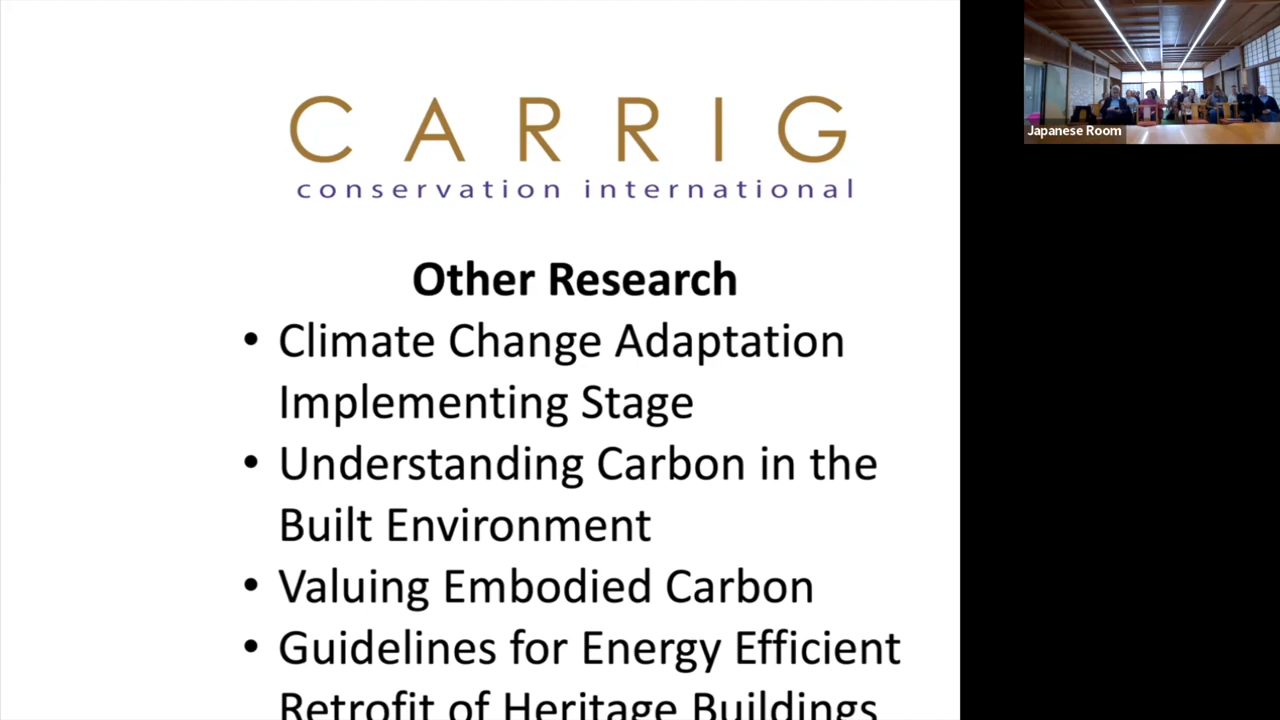 CARRIG
conservation international
Other Research
• Climate Change Adaptation
Implementing Stage
• Understanding Carbon in the
Built Environment
• Valuing Embodied Carbon
• Guidelines for Energy Efficient
Retrofit of Heritage Buildings
Japanese Room